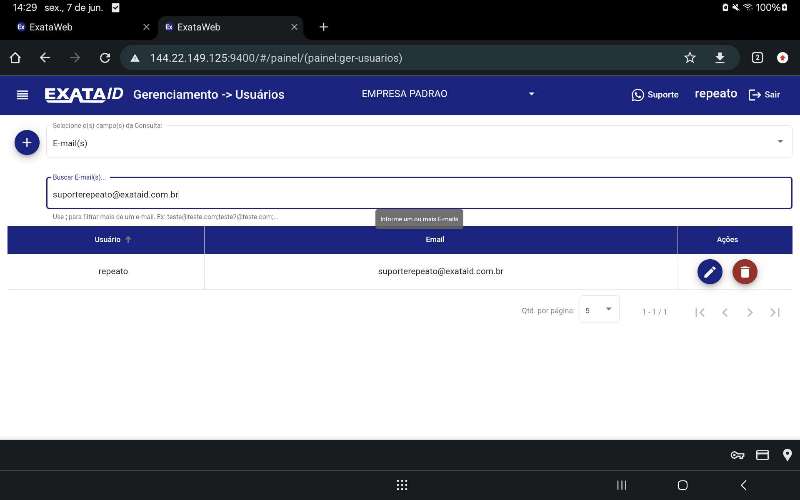 14:29 sex., 7 de jun. 100%
Ex ExataWeb
Ex ExataWeb
144.22.149.125:9400/#/painel/(painel:ger-usuarios)
2
EXATAID Gerenciamento -> Usuários
EMPRESA PADRAO
Suporte
repeato
Sair
Selecione o(s) campo(s) da Consulta:
E-mail(s)
Buscar E-mail(s)...
suporterepeato@exataid.com.br
Use ; para filtrar mais de um e-mail. Ex: teste@teste.com;teste2@teste.com;...
Informe um ou mais E-mails
Usuário Email Ações
repeato suporterepeato@exataid.com.br
Qtd. por página: 5 1 - 1 / 1